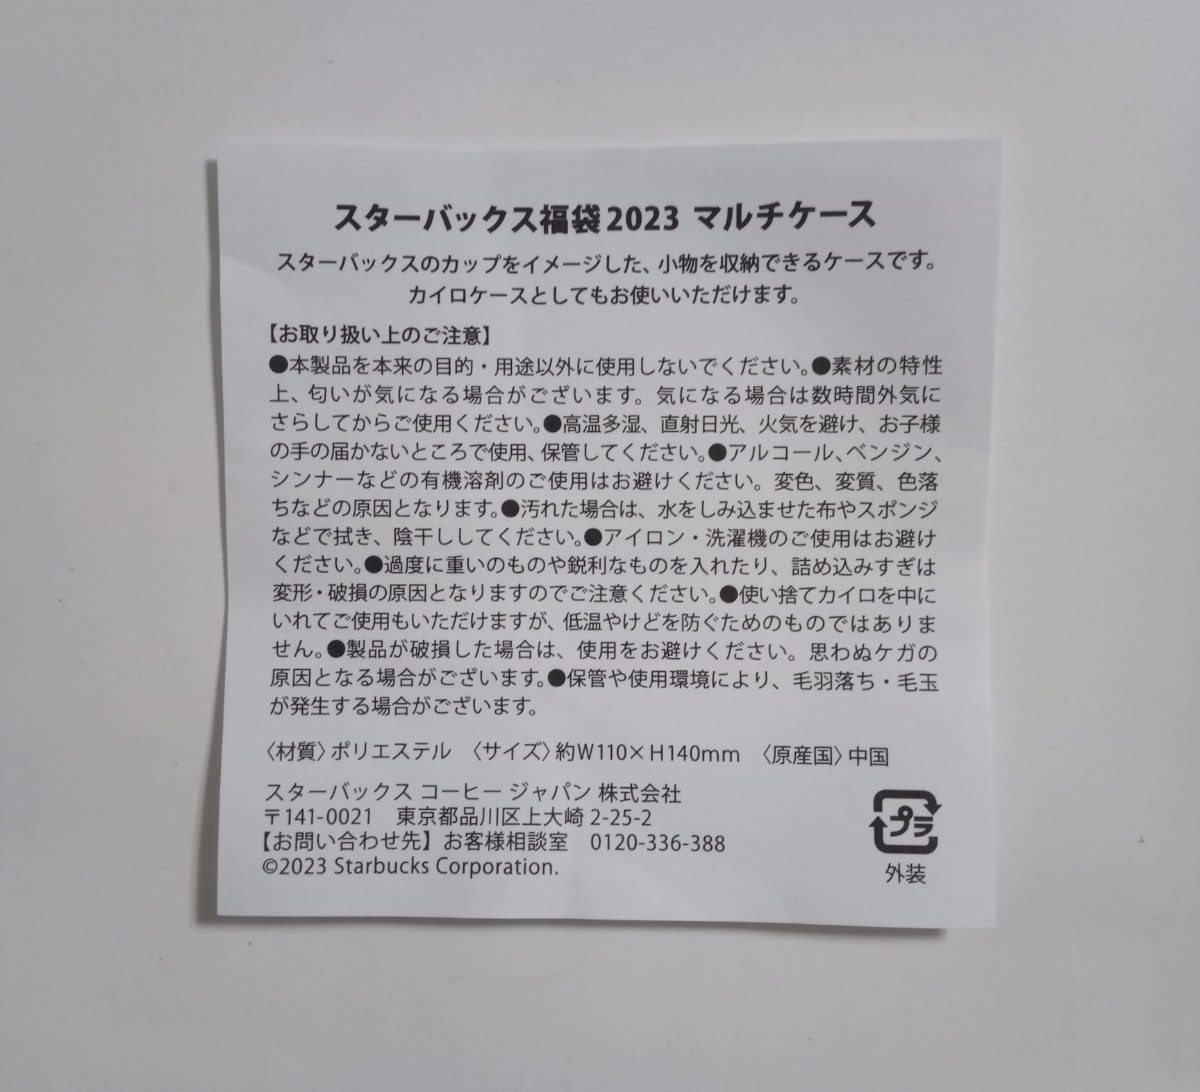 スターバックス福袋2023 マルチケース
スターバックスのカップをイメージした、小物を収納できるケースです。
カイロケースとしてもお使いいただけます。
【お取り扱い上のご注意】
●本製品を本来の目的・用途以外に使用しないでください。●素材の特性
上、匂いが気になる場合がございます。気になる場合は数時間外気に
さらしてからご使用ください。●高温多湿、直射日光、火気を避け、お子様
の手の届かないところで使用、保管してください。●アルコール、ベンジン、
シンナーなどの有機溶剤のご使用はお避けください。変色、変質、色落
ちなどの原因となります。●汚れた場合は、水をしみ込ませた布やスポンジ
などで拭き、陰干ししてください。●アイロン・洗濯機のご使用はお避け
ください。●過度に重いのものや鋭利なものを入れたり、詰め込みすぎは
変形・破損の原因となりますのでご注意ください。●使い捨てカイロを中に
いれてご使用もいただけますが、低温やけどを防ぐためのものではありま
せん。●製品が破損した場合は、使用をお避けください。思わぬケガの
原因となる場合がございます。●保管や使用環境により、毛羽落ち・毛玉
が発生する場合がございます。
〈材質〉ポリエステル 〈サイズ〉約W110×H140mm 〈原産国〉中国
スターバックス コーヒー ジャパン 株式会社
〒141-0021 東京都品川区上大崎 2-25-2
【お問い合わせ先】お客様相談室 0120-336-388
©2023 Starbucks Corporation.
プラ
外装